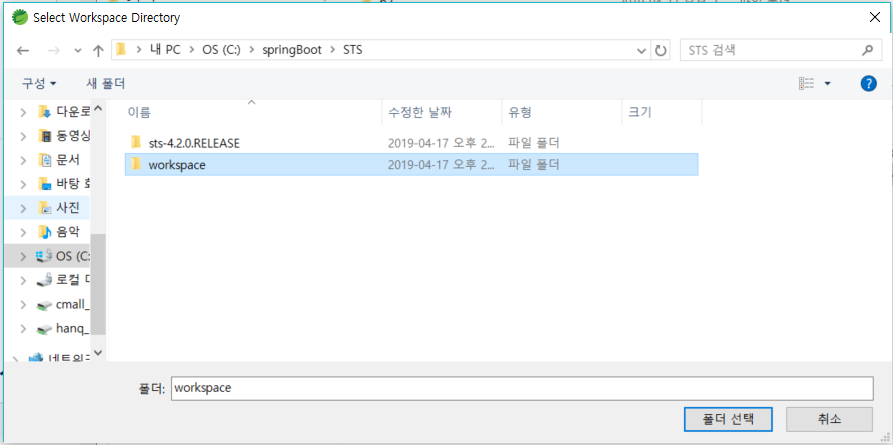 Select Workspace Directory
내 PC > OS (C:) > springBoot > STS
STS 검색
구성
새 폴더
이름
수정한 날짜
유형
크기
sts-4.2.0.RELEASE
2019-04-17 오후 2...
파일 폴더
workspace
2019-04-17 오후 2...
파일 폴더
다운로
동영상
문서
바탕 화
사진
음악
OS (C:
로컬 디
cmall_
hanq_
네트워크
폴더:
workspace
폴더 선택
취소